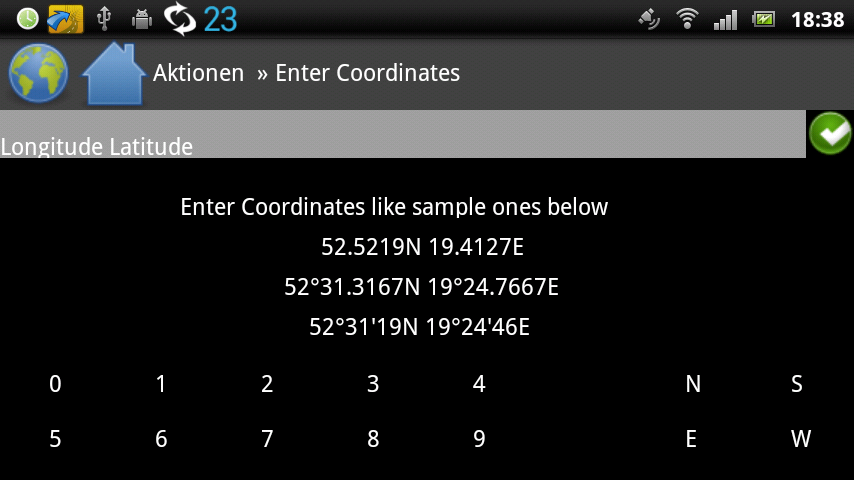 23 18:38
Aktionen » Enter Coordinates
Longitude Latitude
Enter Coordinates like sample ones below
52.5219N 19.4127E
52°31.3167N 19°24.7667E
52°31'19N 19°24'46E
0 1 2 3 4 N S
5 6 7 8 9 E W